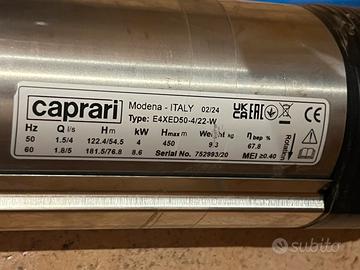 caprari
Modena - ITALY 02/24
Type: E4XED50-4/22-W
UK CA EAC CE
Hz Q l/s H m kW H max m Weight kg η bep % Rotation
50 1.5/4 122.4/54.5 4 450 9.3 67.8
60 1.8/5 181.5/76.8 8.6 Serial No. 752993/20 MEI ≥0.40
subito